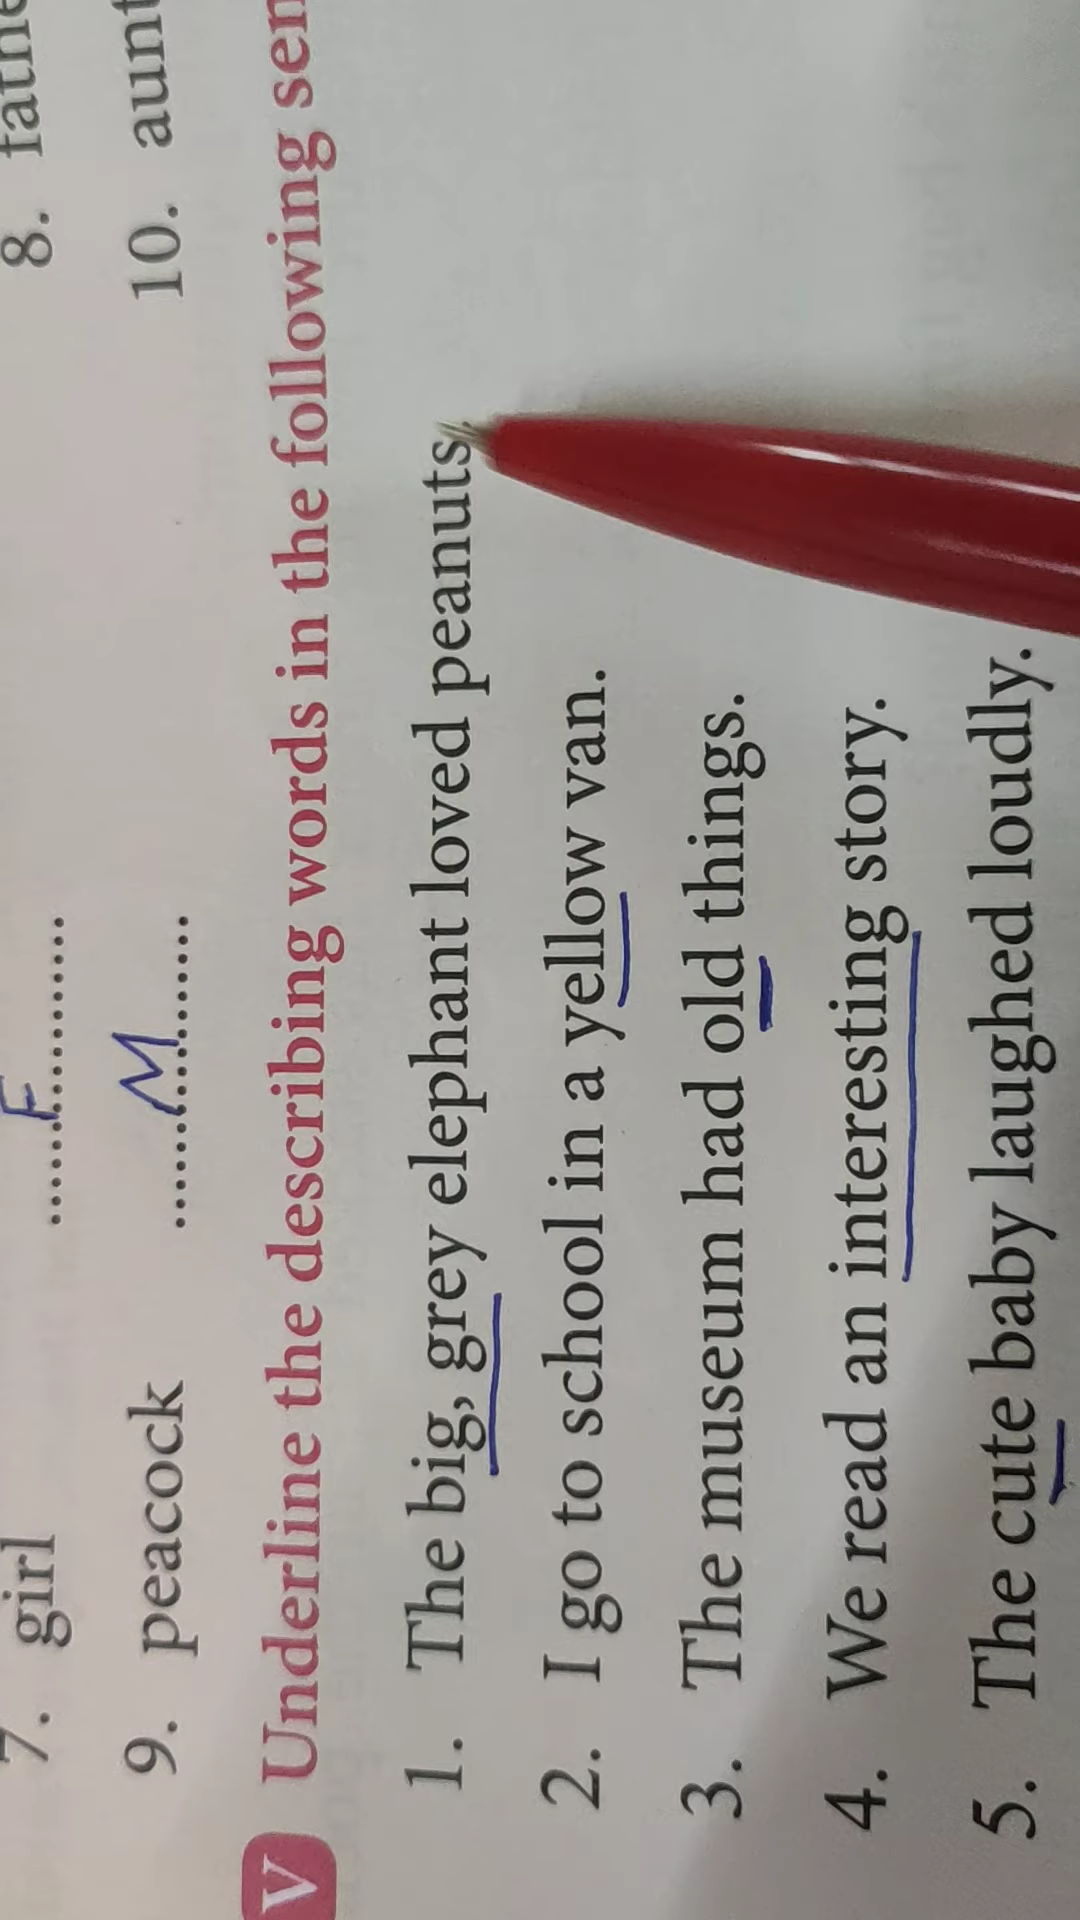 7. girl F 8.
9. peacock M 10. aunt
V Underline the describing words in the following
1. The big, grey elephant loved peanuts.
2. I go to school in a yellow van.
3. The museum had old things.
4. We read an interesting story.
5. The cute baby laughed loudly.